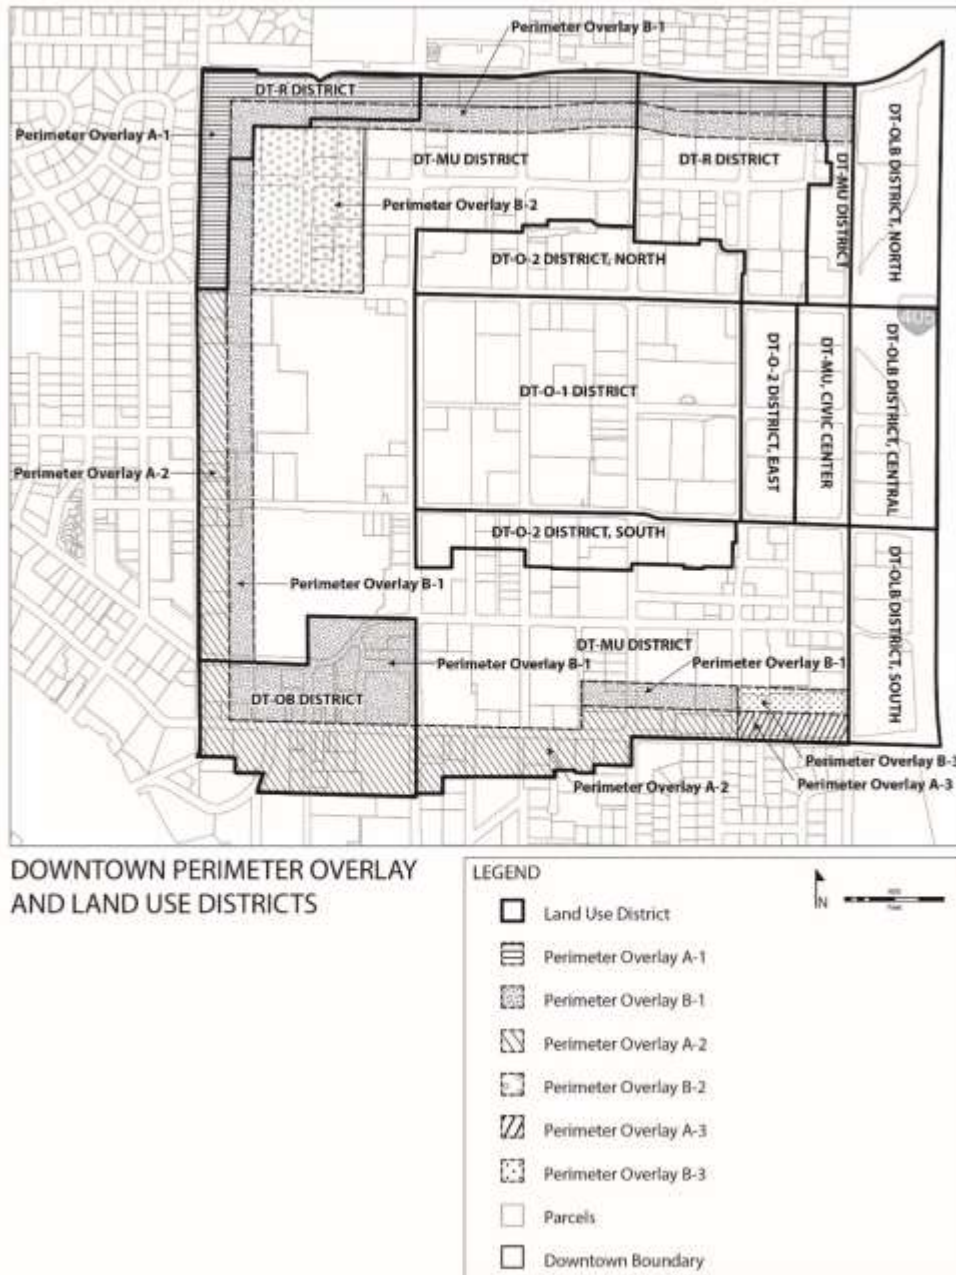 Perimeter Overlay B-1
DT-R DISTRICT
Perimeter Overlay A-1
DT-MU DISTRICT
DT-R DISTRICT
DT-MU DISTRICT
DT-OLB DISTRICT, NORTH
Perimeter Overlay B-2
DT-O-2 DISTRICT, NORTH
405
DT-O-1 DISTRICT
DT-O-2 DISTRICT, EAST
DT-MU, CIVIC CENTER
DT-OLB DISTRICT, CENTRAL
Perimeter Overlay A-2
DT-O-2 DISTRICT, SOUTH
Perimeter Overlay B-1
DT-MU DISTRICT
DT-OLB DISTRICT, SOUTH
Perimeter Overlay B-1
Perimeter Overlay B-1
DT-OB DISTRICT
Perimeter Overlay B-3
Perimeter Overlay A-2
Perimeter Overlay A-3
DOWNTOWN PERIMETER OVERLAY
AND LAND USE DISTRICTS
LEGEND
N
Land Use District
Perimeter Overlay A-1
Perimeter Overlay B-1
Perimeter Overlay A-2
Perimeter Overlay B-2
Perimeter Overlay A-3
Perimeter Overlay B-3
Parcels
Downtown Boundary